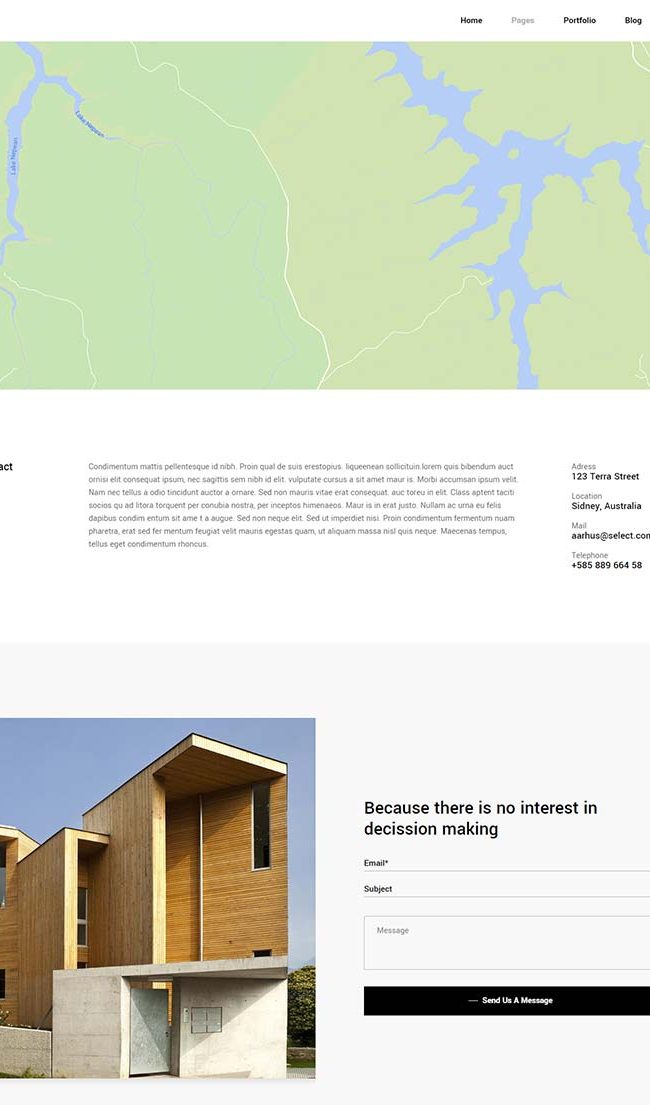 Home Pages Portfolio Blog
Lake Nepean
Lake Nepean
act
Condimentum mattis pellentesque id nibh. Proin qual de suis erestopius. liqueenean sollicituin.lorem quis bibendum auct
ornisi elit consequat ipsum, nec sagittis sem nibh id elit. vulputate cursus a sit amet maur is. Morbi accumsan ipsum velit.
Nam nec tellus a odio tincidunt auctor a ornare. Sed non mauris vitae erat consequat. auc toreu in elit. Class aptent taciti
socios qu ad litora torquent per conubia nostra, per inceptos himenaeos. Maur is in erat justo. Nullam ac urna eu felis
dapibus condim entum sit ame t a augue. Sed non neque elit. Sed ut imperdiet nisi. Proin condimentum fermentum nuam
pharetra, erat sed fer mentum feugiat velit mauris egestas quam, ut aliquam massa nisl quis neque. Maecenas tempus,
tellus eget condimentum rhoncus.
Adress
123 Terra Street
Location
Sidney, Australia
Mail
aarhus@select.com
Telephone
+585 889 664 58
Because there is no interest in
decission making
Email*
Subject
Message
Send Us A Message